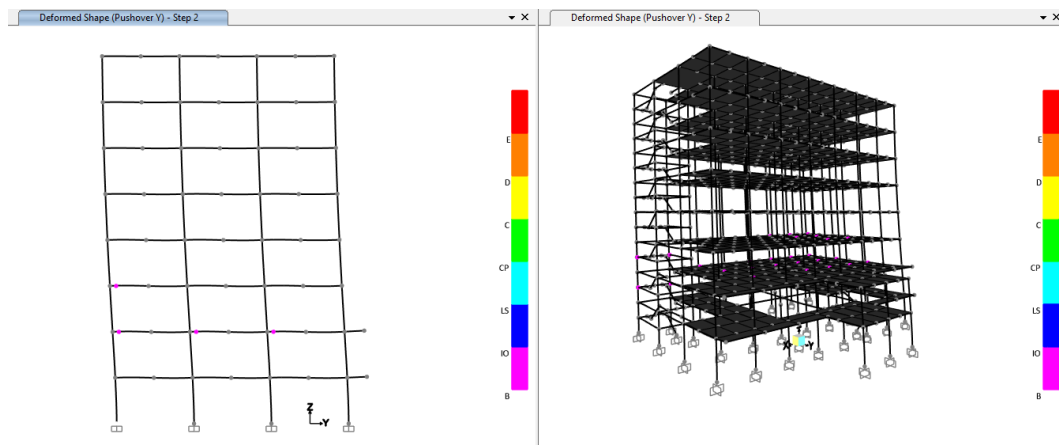 Deformed Shape (Pushover Y) - Step 2
E
D
C
CP
LS
IO
B
Z
Y
Deformed Shape (Pushover Y) - Step 2
E
D
C
CP
LS
IO
B
X
Y